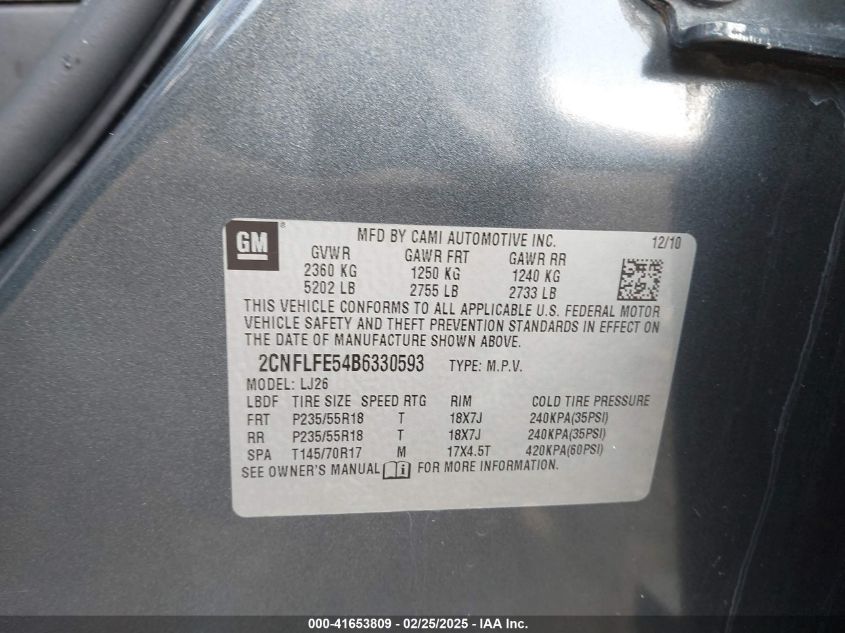 GM ® MFD BY CAMI AUTOMOTIVE INC. 12/10
GVWR GAWR FRT GAWR RR
2360 KG 1250 KG 1240 KG
5202 LB 2755 LB 2733 LB
THIS VEHICLE CONFORMS TO ALL APPLICABLE U.S. FEDERAL MOTOR
VEHICLE SAFETY AND THEFT PREVENTION STANDARDS IN EFFECT ON
THE DATE OF MANUFACTURE SHOWN ABOVE.
2CNFLFE54B6330593 TYPE: M.P.V.
MODEL: LJ26
LBDF TIRE SIZE SPEED RTG RIM COLD TIRE PRESSURE
FRT P235/55R18 T 18X7J 240KPA(35PSI)
RR P235/55R18 T 18X7J 240KPA(35PSI)
SPA T145/70R17 M 17X4.5T 420KPA(60PSI)
SEE OWNER'S MANUAL FOR MORE INFORMATION.
000-41653809 - 02/25/2025 - IAA Inc.